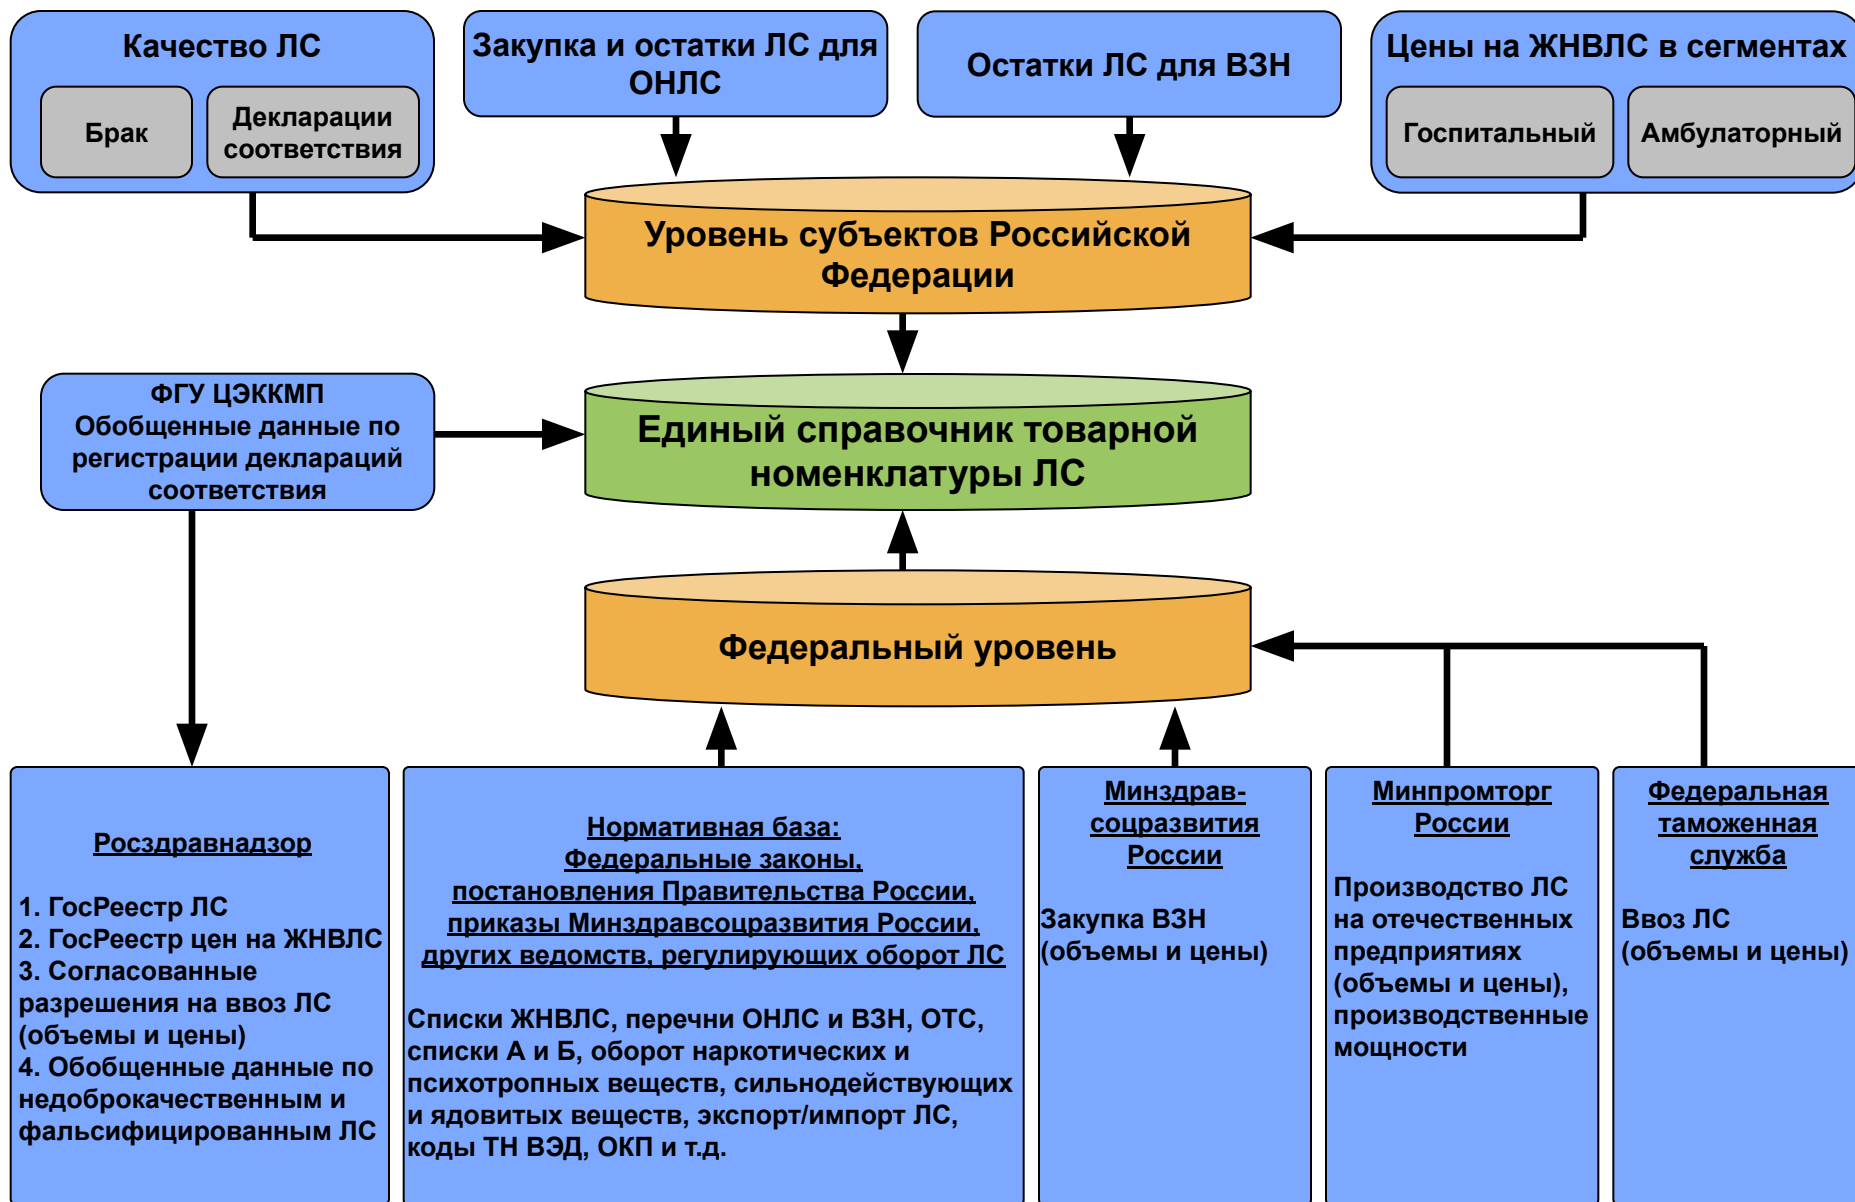 Качество ЛС
Брак
Декларации
соответствия
Закупка и остатки ЛС для
ОНЛС
Остатки ЛС для ВЗН
Цены на ЖНВЛС в сегментах
Госпитальный
Амбулаторный
Уровень субъектов Российской
Федерации
ФГУ ЦЭККМП
Обобщенные данные по
регистрации деклараций
соответствия
Единый справочник товарной
номенклатуры ЛС
Федеральный уровень
Росздравнадзор
1. ГосРеестр ЛС
2. ГосРеестр цен на ЖНВЛС
3. Согласованные
разрешения на ввоз ЛС
(объемы и цены)
4. Обобщенные данные по
недоброкачественным и
фальсифицированным ЛС
Нормативная база:
Федеральные законы,
постановления Правительства России,
приказы Минздравсоцразвития России,
других ведомств, регулирующих оборот ЛС
Списки ЖНВЛС, перечни ОНЛС и ВЗН, ОТС,
списки А и Б, оборот наркотических и
психотропных веществ, сильнодействующих
и ядовитых веществ, экспорт/импорт ЛС,
коды ТН ВЭД, ОКП и т.д.
Минздрав-
соцразвития
России
Закупка ВЗН
(объемы и цены)
Минпромторг
России
Производство ЛС
на отечественных
предприятиях
(объемы и цены),
производственные
мощности
Федеральная
таможенная
служба
Ввоз ЛС
(объемы и цены)